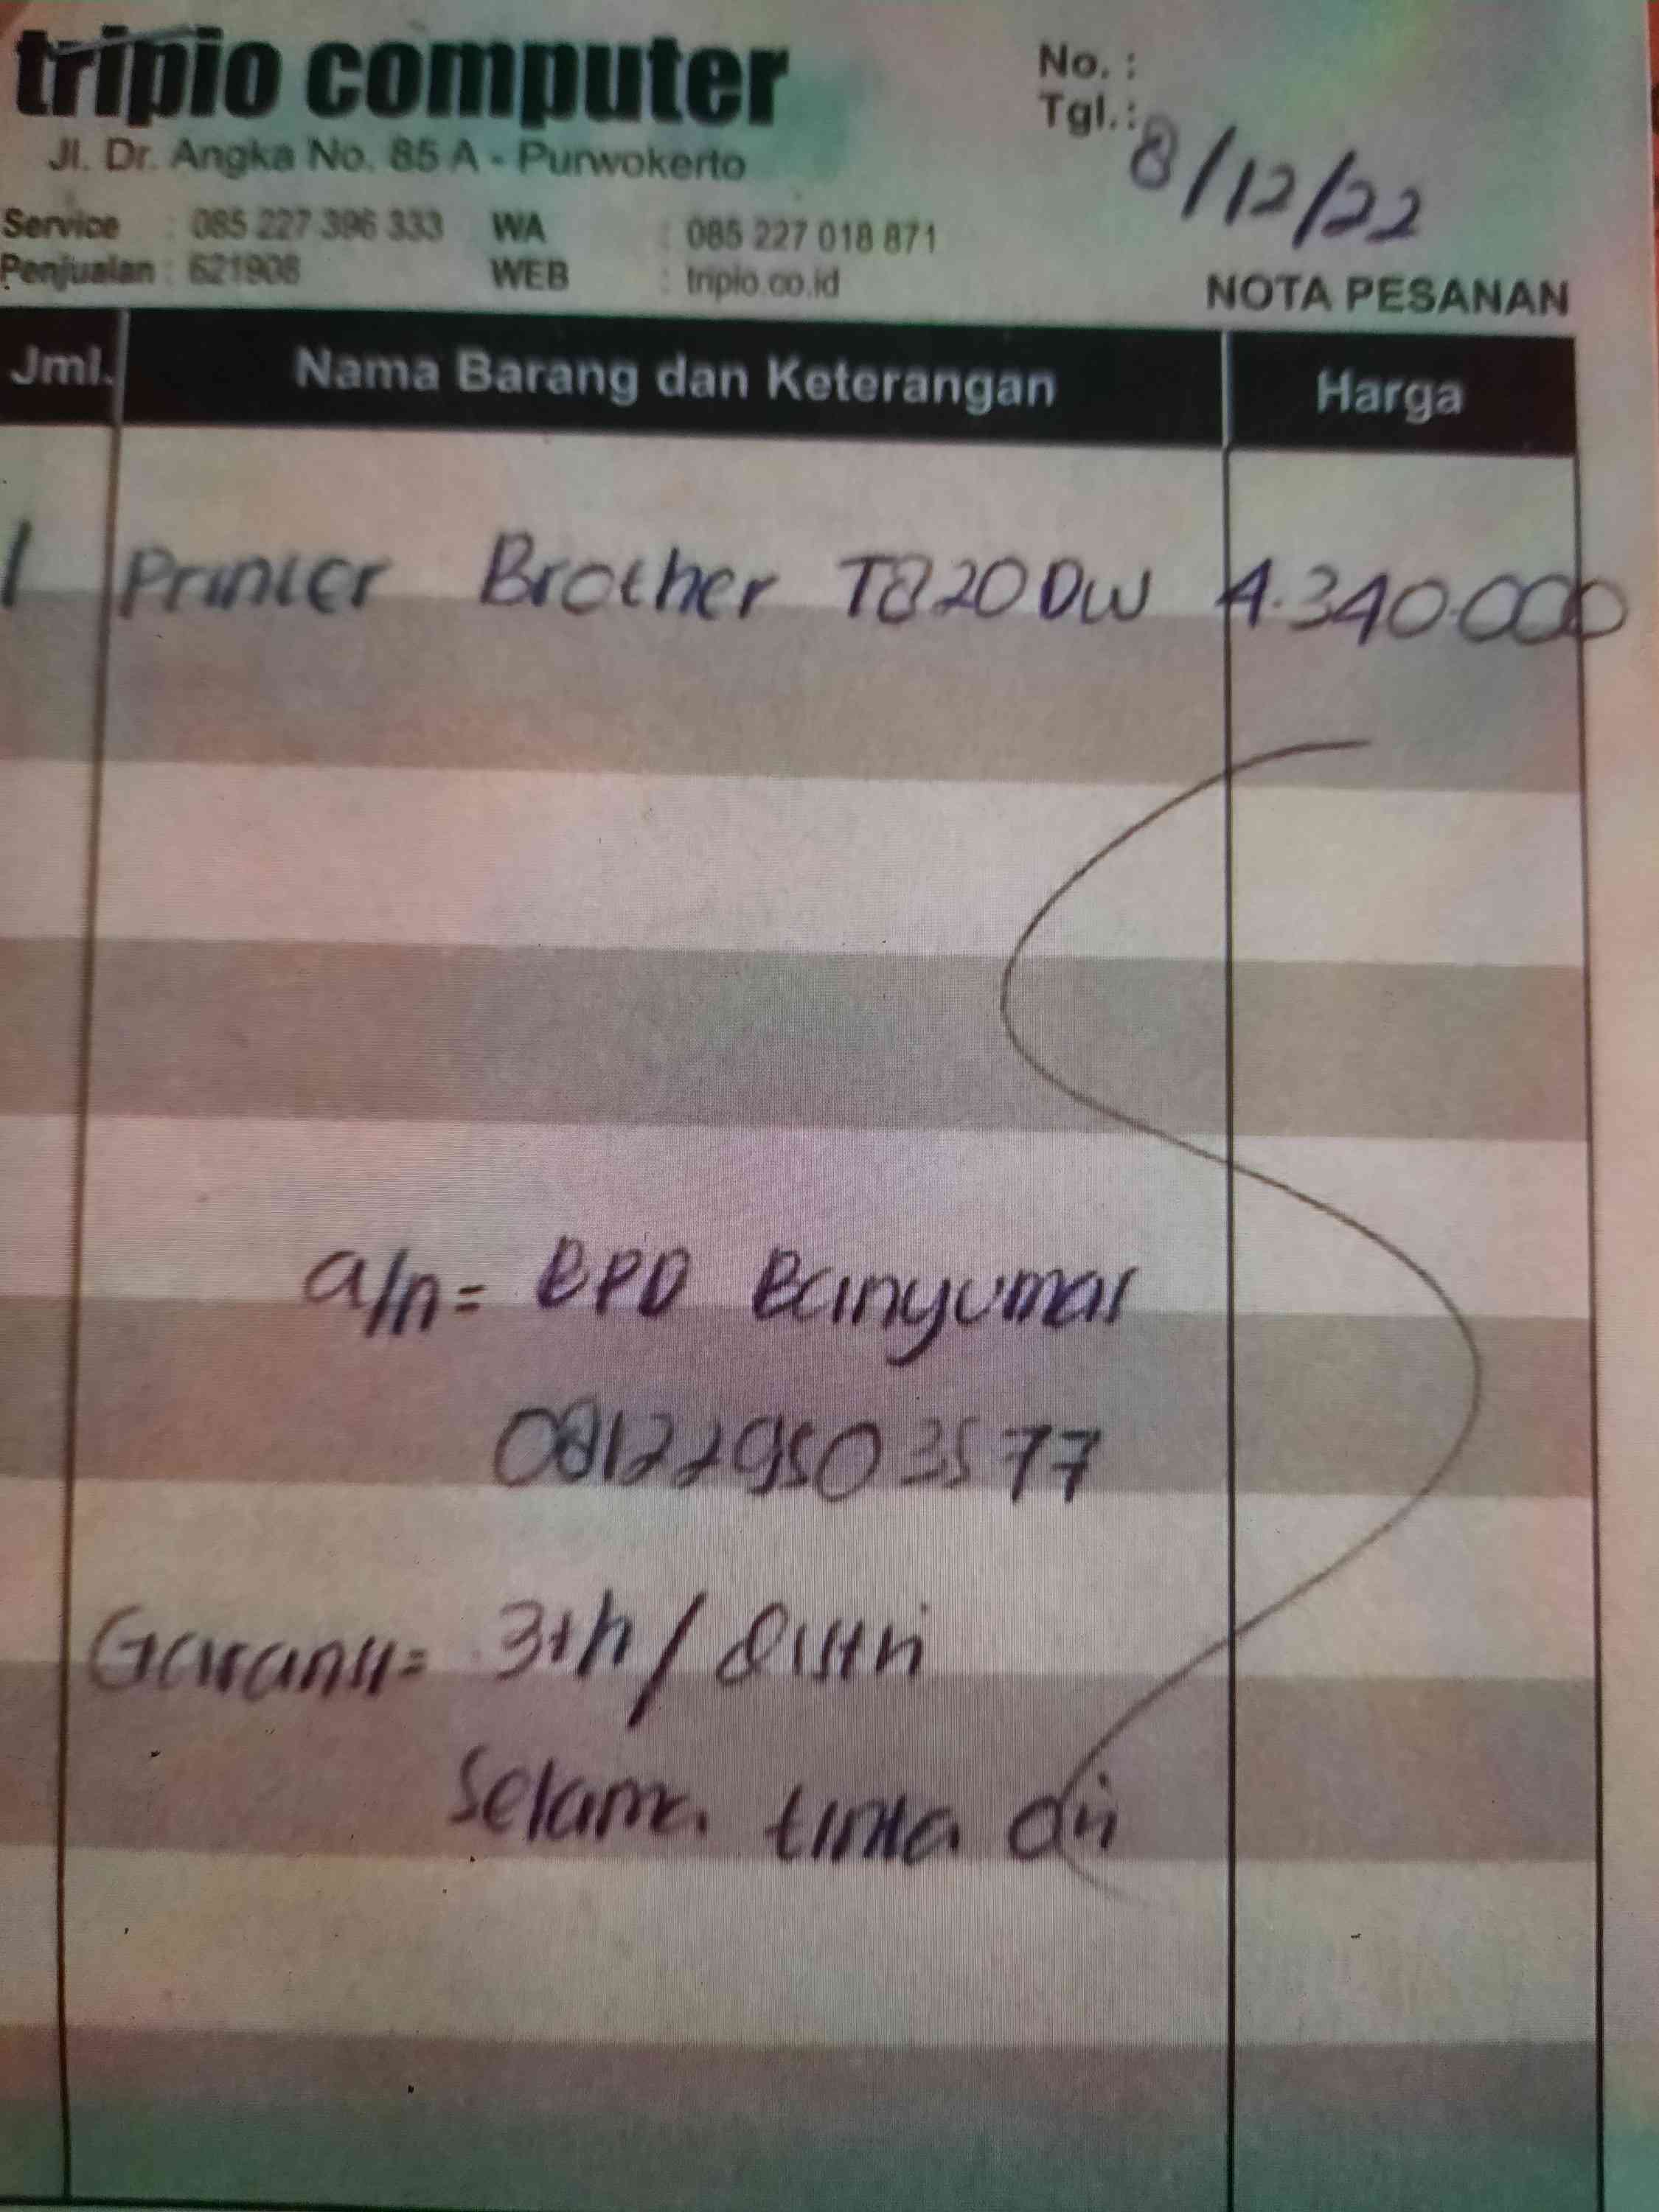 tripio computer
Jl. Dr. Angka No. 85 A - Purwokerto
No. :
Tgl. : 8/12/22
Service : 085 227 396 333 WA : 085 227 018 871
Penjualan : 621908 WEB : tripio.co.id
NOTA PESANAN
Jml. Nama Barang dan Keterangan Harga
1 Printer Brother T820DW 4.340.000
a/n = BPD Banyumas
081229503577
Garansi = 3th / distri
Selama tinta ori